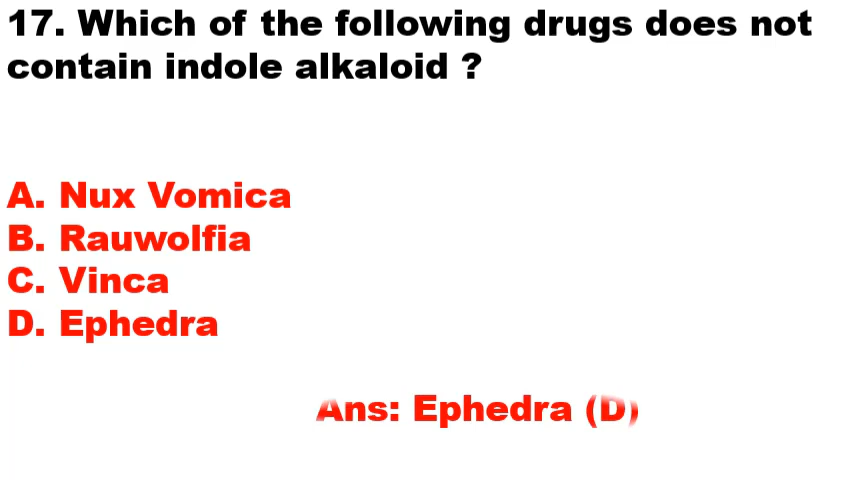 17. Which of the following drugs does not
contain indole alkaloid ?
A. Nux Vomica
B. Rauwolfia
C. Vinca
D. Ephedra
Ans: Ephedra (D)